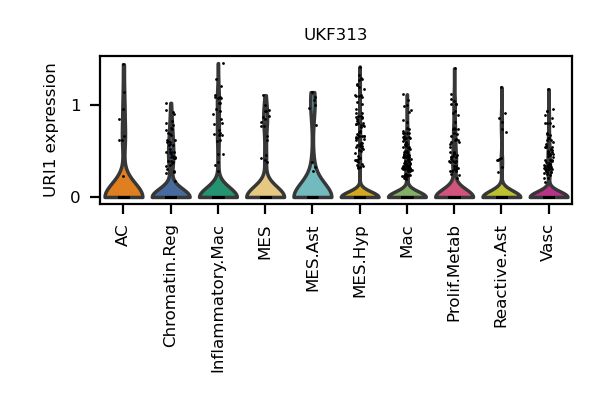 UKF313
URI1 expression
1
0
AC
Chromatin.Reg
Inflammatory.Mac
MES
MES.Ast
MES.Hyp
Mac
Prolif.Metab
Reactive.Ast
Vasc